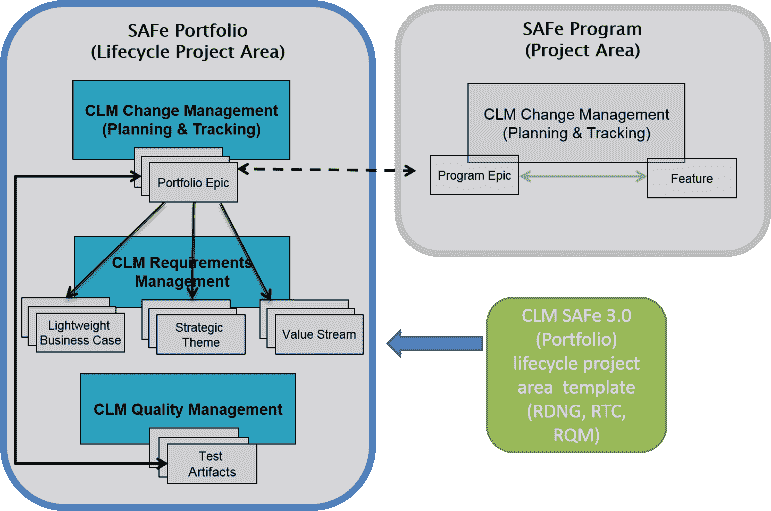 SAFe Portfolio
(Lifecycle Project Area)
CLM Change Management
(Planning & Tracking)
Portfolio Epic
CLM Requirements
Management
Lightweight
Business Case
Strategic
Theme
Value Stream
CLM Quality Management
Test
Artifacts
SAFe Program
(Project Area)
CLM Change Management
(Planning & Tracking)
Program Epic
Feature
CLM SAFe 3.0
(Portfolio)
lifecycle project
area template
(RDNG, RTC,
RQM)